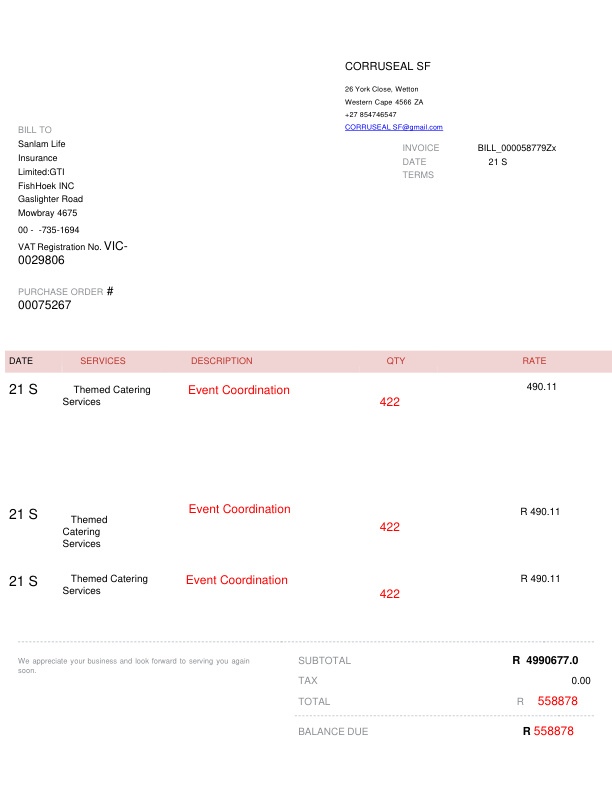 CORRUSEAL SF
26 York Close, Wetton
Western Cape 4566 ZA
+27 854746547
CORRUSEAL SF@gmail.com
BILL TO
Sanlam Life
Insurance
Limited:GTI
FishHoek INC
Gaslighter Road
Mowbray 4675
00 - -735-1694
VAT Registration No. VIC-
0029806
INVOICE BILL_000058779Zx
DATE 21 S
TERMS
PURCHASE ORDER #
00075267
DATE SERVICES DESCRIPTION QTY RATE
21 S Themed Catering Event Coordination 490.11
Services 422
21 S Themed Event Coordination R 490.11
Catering 422
Services
21 S Themed Catering Event Coordination R 490.11
Services 422
We appreciate your business and look forward to serving you again
soon.
SUBTOTAL R 4990677.0
TAX 0.00
TOTAL R 558878
BALANCE DUE R 558878